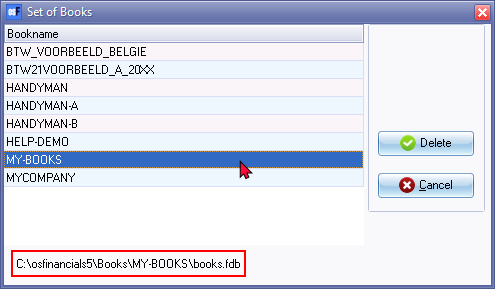 Set of Books
Bookname
BTW_VOORBEELD_BELGIE
BTW21VOORBEELD_A_20XX
HANDYMAN
HANDYMAN-A
HANDYMAN-B
HELP-DEMO
MY-BOOKS
MYCOMPANY
Delete
Cancel
C:\osfinancials5\Books\MY-BOOKS\books.fdb